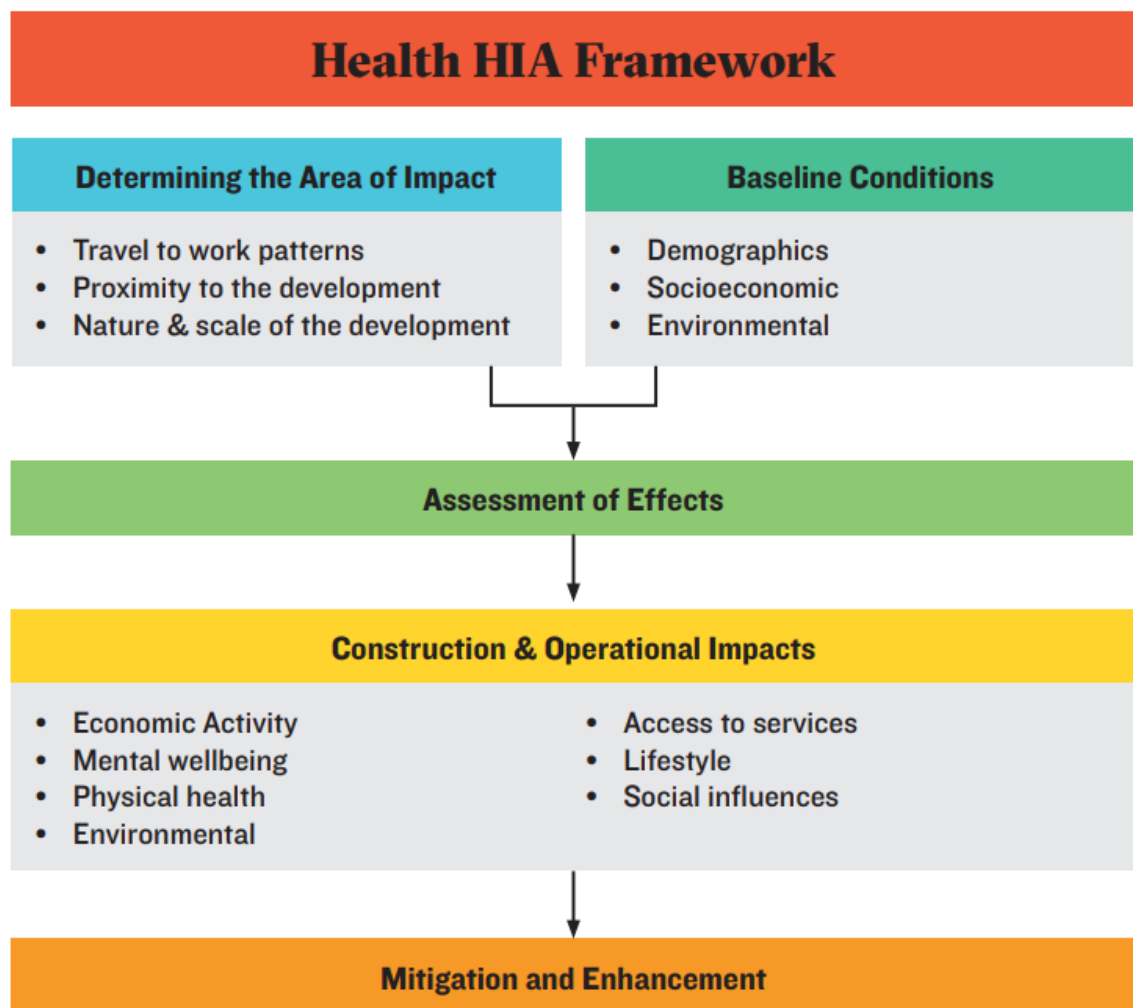 Health HIA Framework
Determining the Area of Impact
• Travel to work patterns
• Proximity to the development
• Nature & scale of the development
Baseline Conditions
• Demographics
• Socioeconomic
• Environmental
Assessment of Effects
Construction & Operational Impacts
• Economic Activity
• Mental wellbeing
• Physical health
• Environmental
• Access to services
• Lifestyle
• Social influences
Mitigation and Enhancement